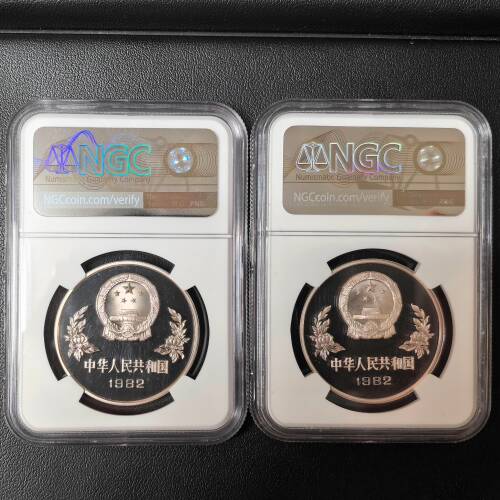 NGC
Numismatic Guaranty Company
NGCcoin.com/verify
中华人民共和国
1982
NGC
Numismatic Guaranty Company
NGCcoin.com/verify
中华人民共和国
1982